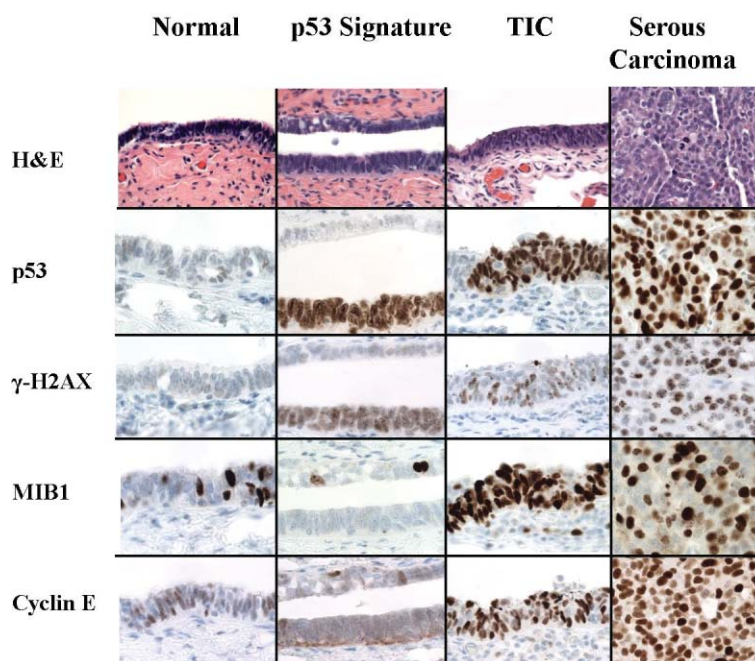 Normal p53 Signature TIC Serous
Carcinoma
H&E
p53
γ-H2AX
MIB1
Cyclin E